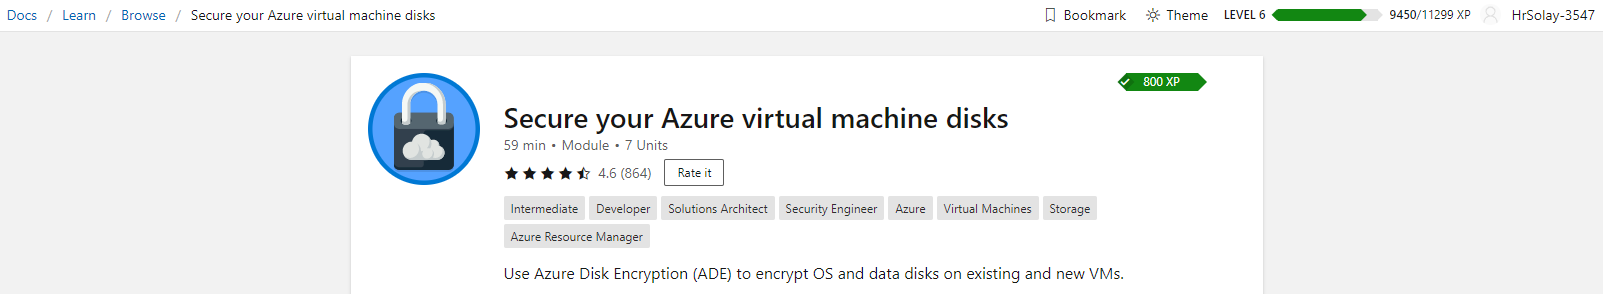 Docs / Learn / Browse / Secure your Azure virtual machine disks
Bookmark Theme LEVEL 6 9450/11299 XP HrSolay-3547
800 XP
Secure your Azure virtual machine disks
59 min • Module • 7 Units
4.6 (864) Rate it
Intermediate Developer Solutions Architect Security Engineer Azure Virtual Machines Storage
Azure Resource Manager
Use Azure Disk Encryption (ADE) to encrypt OS and data disks on existing and new VMs.